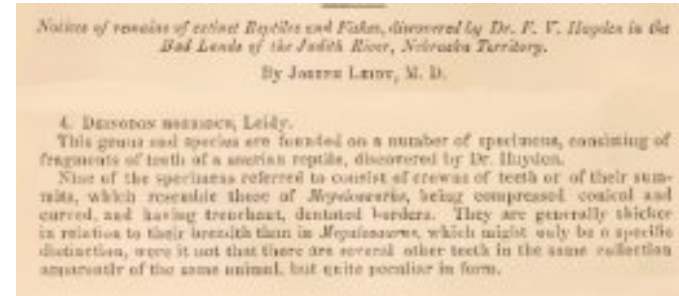 Notices of remains of extinct Reptiles and Fishes, discovered by Dr. F. V. Hayden in the
Bad Lands of the Judith River, Nebraska Territory.
By Joseph Leidy, M. D.
4. Deinodon horridus, Leidy.
This genus and species are founded on a number of specimens, consisting of
fragments of teeth of a saurian reptile, discovered by Dr. Hayden.
Nine of the specimens referred to consist of crowns of teeth or of their sum-
mits, which resemble those of Megalosaurus, being compressed conical and
curved, and having trenchant, dentated borders. They are generally thicker
in relation to their breadth than in Megalosaurus, which might only be a specific
distinction, were it not that there are several other teeth in the same collection
apparently of the same animal, but quite peculiar in form.